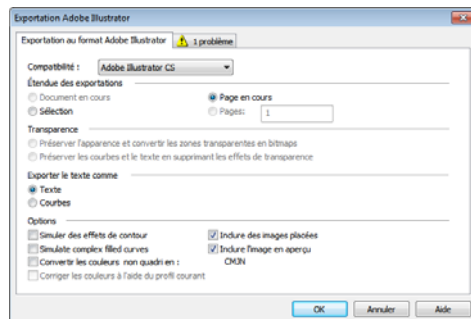 Exportation Adobe Illustrator
Exportation au format Adobe Illustrator
1 problème
Compatibilité :
Adobe Illustrator CS
Étendue des exportations
Document en cours
Page en cours
Sélection
Pages:
1
Transparence
Préserver l'apparence et convertir les zones transparentes en bitmaps
Préserver les courbes et le texte en supprimant les effets de transparence
Exporter le texte comme
Texte
Courbes
Options
Simuler des effets de contour
Inclure des images placées
Simulate complex filled curves
Inclure l'image en aperçu
Convertir les couleurs non quadri en :
CMJN
Corriger les couleurs à l'aide du profil courant
OK
Annuler
Aide